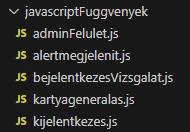 javascriptFuggvenyek
JS adminFelulet.js
JS alertmegjelenit.js
JS bejelentkezesVizsgalat.js
JS kartyageneralas.js
JS kijelentkezes.js